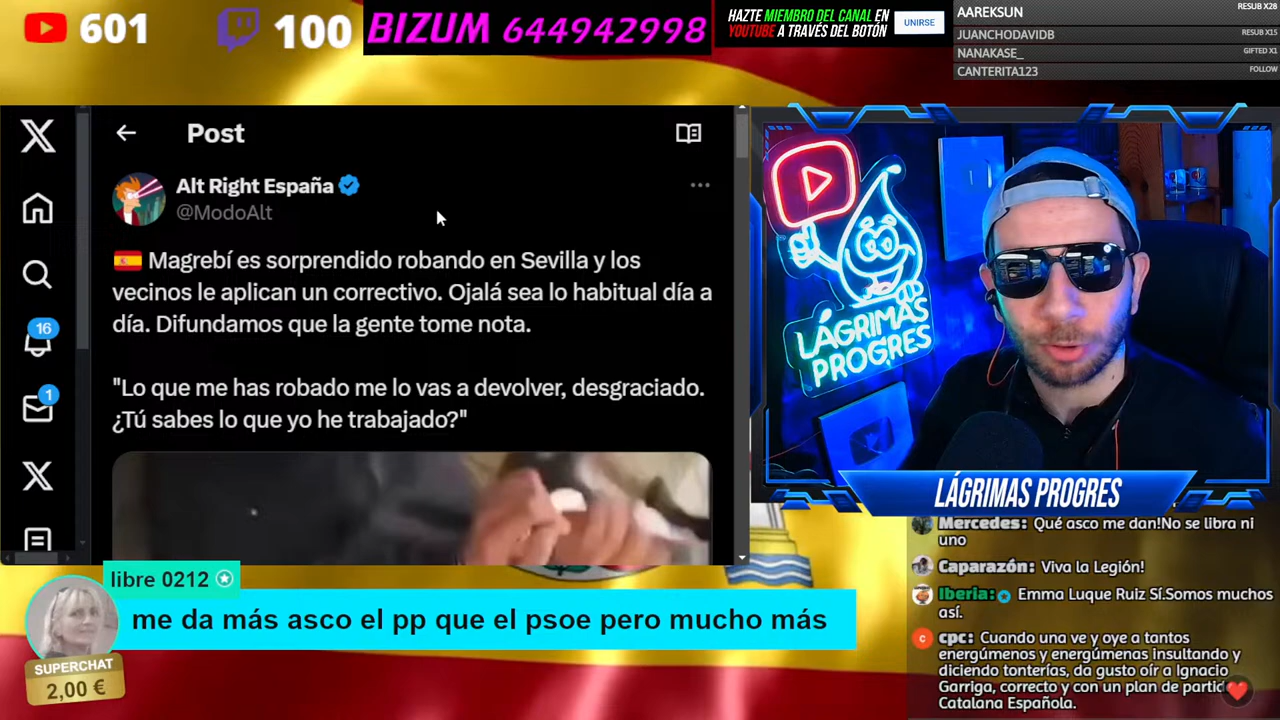 601
100
BIZUM 644942998
HAZTE MIEMBRO DEL CANAL EN
YOUTUBE A TRAVÉS DEL BOTÓN
UNIRSE
AAREKSUN
RESUB X28
JUANCHODAVIDB
RESUB X15
NANAKASE_
GIFTED X1
CANTERITA123
FOLLOW
Post
Alt Right España
@ModoAlt
Magrebí es sorprendido robando en Sevilla y los
vecinos le aplican un correctivo. Ojalá sea lo habitual día a
día. Difundamos que la gente tome nota.
"Lo que me has robado me lo vas a devolver, desgraciado.
¿Tú sabes lo que yo he trabajado?"
16
1
LÁGRIMAS
PROGRES
LÁGRIMAS PROGRES
libre 0212
me da más asco el pp que el psoe pero mucho más
SUPERCHAT
2,00 €
Mercedes: Qué asco me dan!No se libra ni
uno
Caparazón: Viva la Legión!
Iberia: Emma Luque Ruiz Sí.Somos muchos
así.
C
cpc: Cuando una ve y oye a tantos
energúmenos y energúmenas insultando y
diciendo tonterías, da gusto oír a Ignacio
Garriga, correcto y con un plan de partid
Catalana Española.